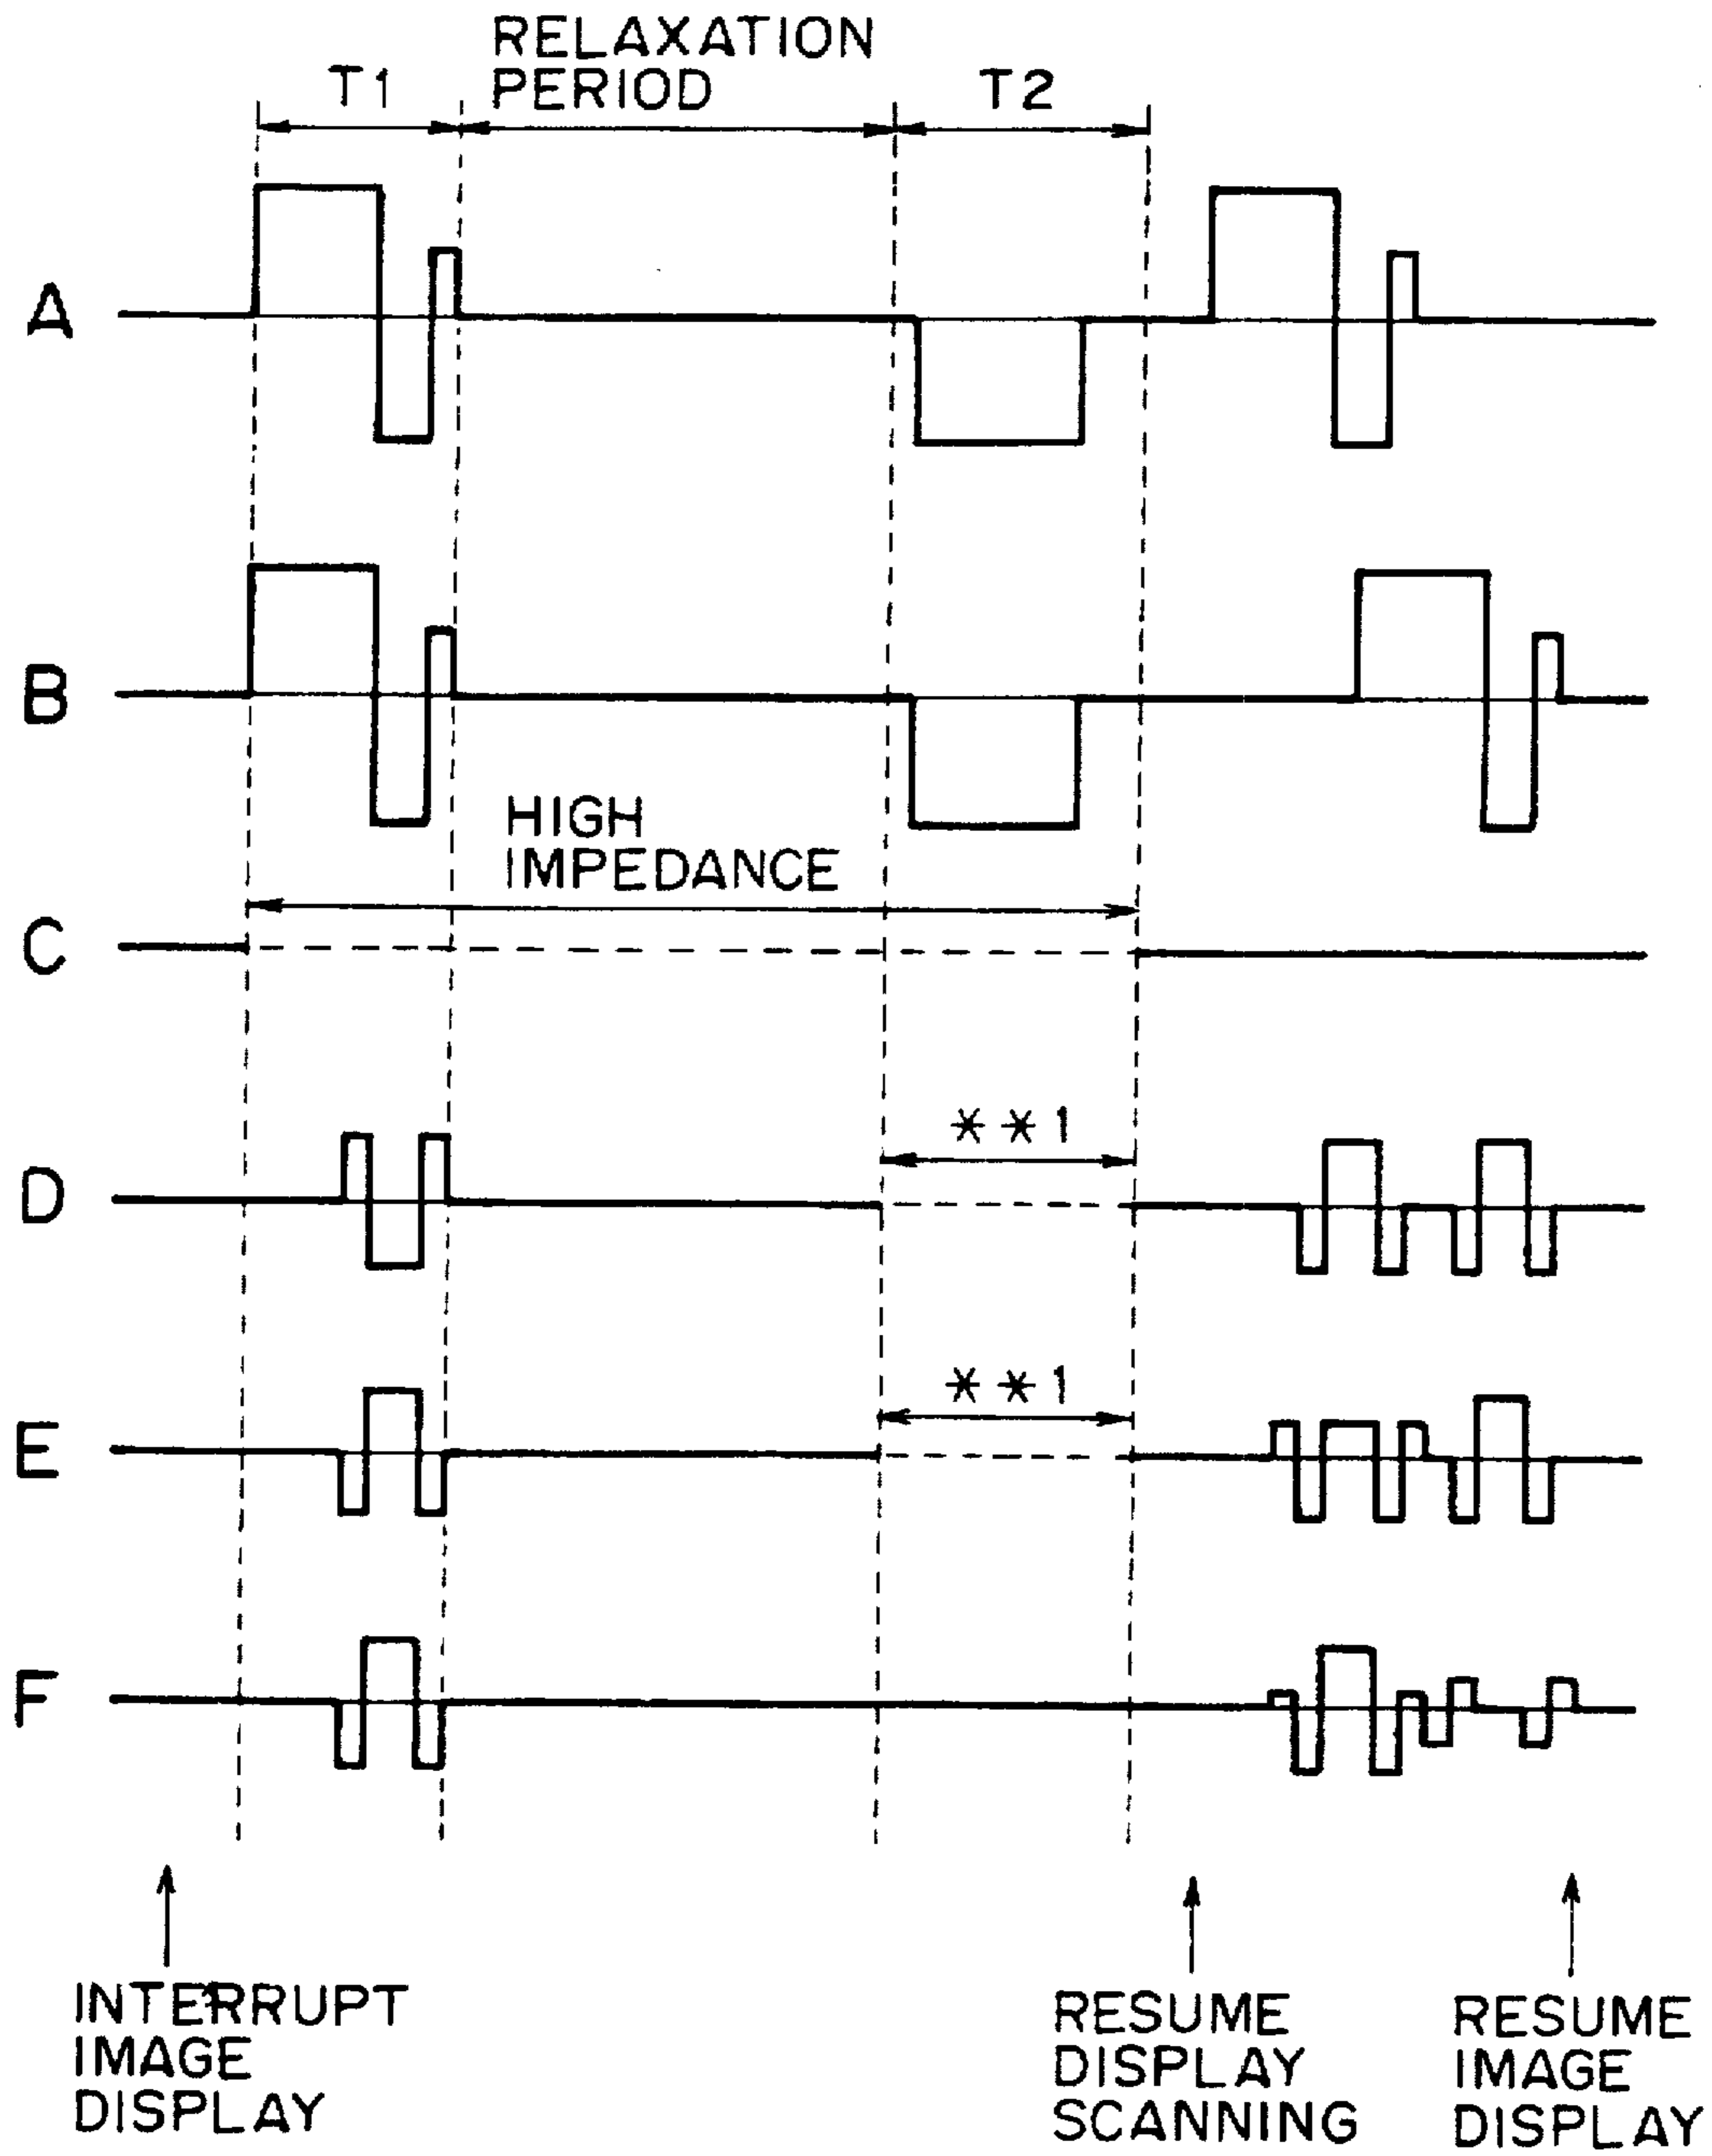 RELAXATION
PERIOD
T1
T2
A
B
HIGH
IMPEDANCE
C
D
**1
E
**1
F
INTERRUPT
IMAGE
DISPLAY
RESUME
DISPLAY
SCANNING
RESUME
IMAGE
DISPLAY